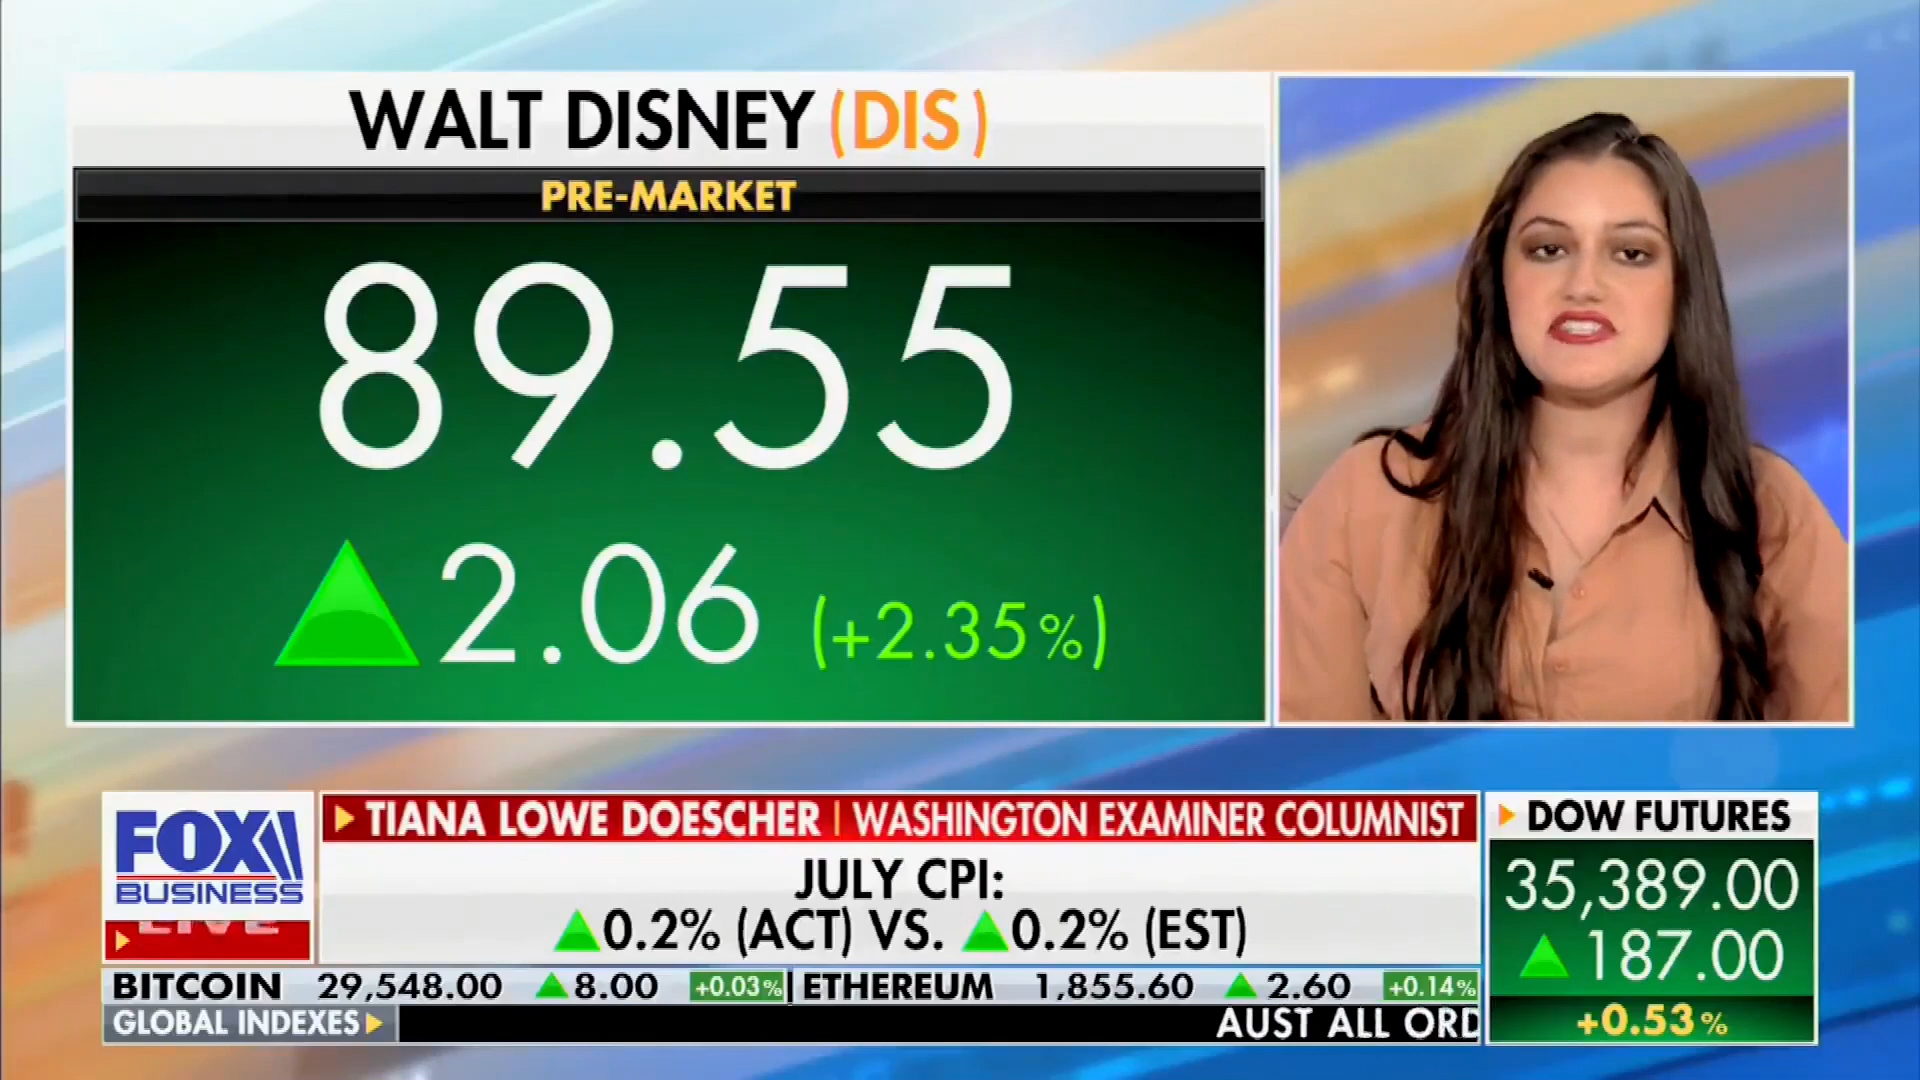 WALT DISNEY (DIS)
PRE-MARKET
89.55
▲2.06 (+2.35%)
TIANA LOWE DOESCHER | WASHINGTON EXAMINER COLUMNIST
JULY CPI:
▲0.2% (ACT) VS. ▲0.2% (EST)
FOX
BUSINESS
LIVE
DOW FUTURES
35,389.00
▲187.00
+0.53%
BITCOIN 29,548.00 ▲8.00 +0.03% ETHEREUM 1,855.60 ▲2.60 +0.14%
GLOBAL INDEXES AUST ALL ORD